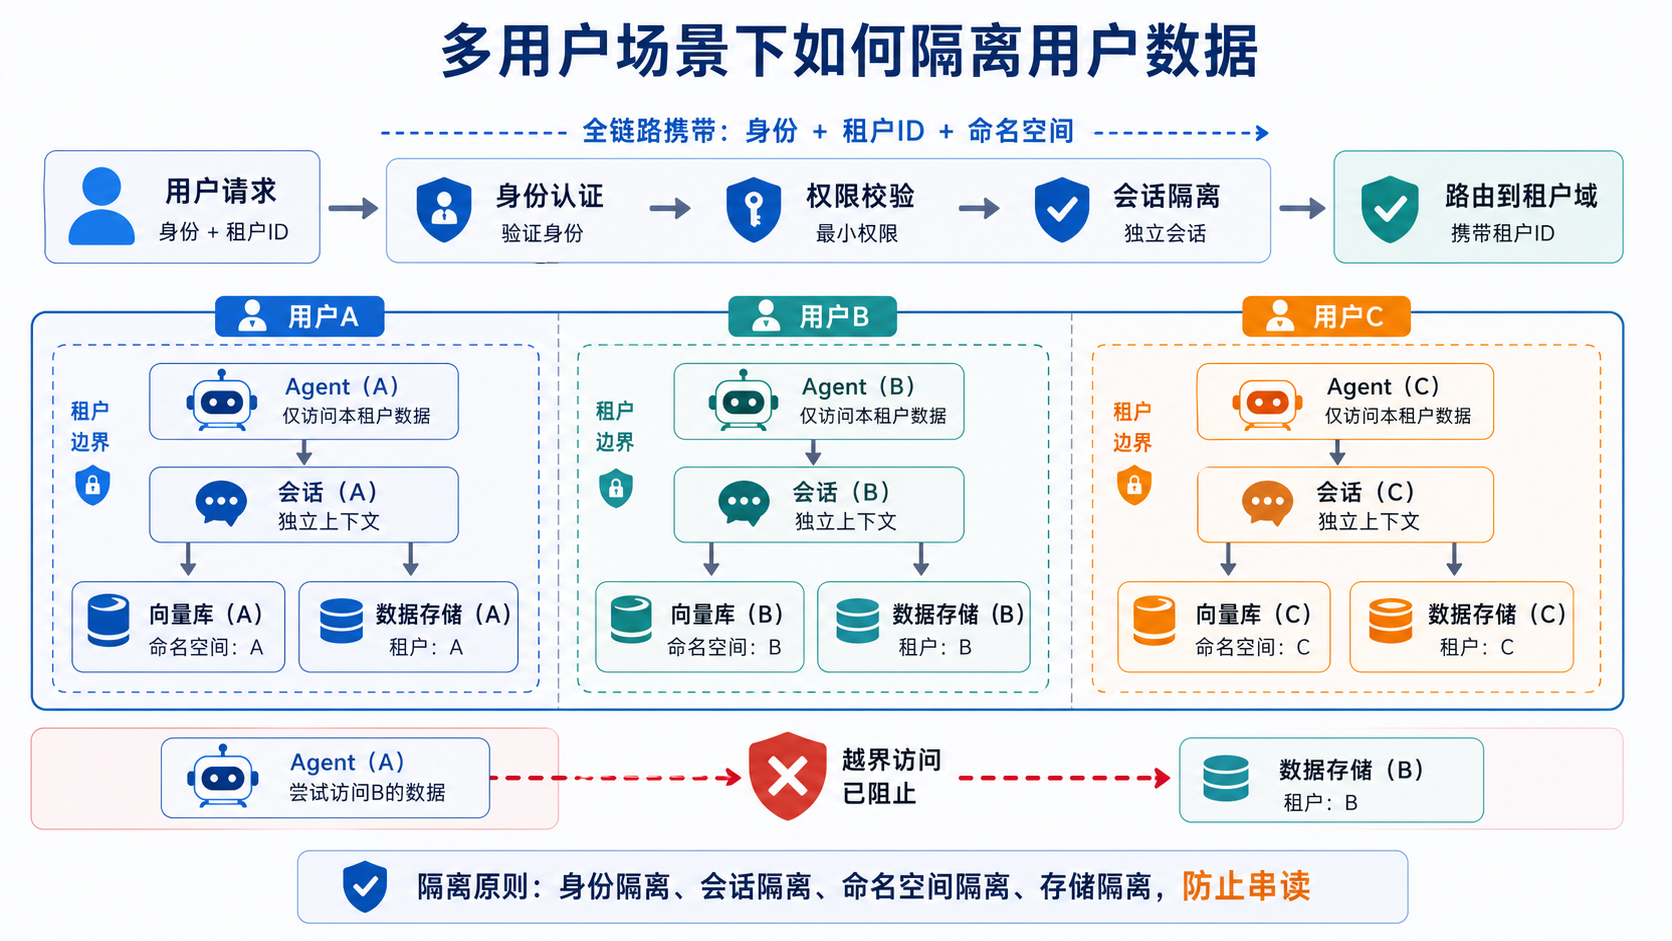 多用户场景下如何隔离用户数据
全链路携带：身份 + 租户ID + 命名空间
用户请求
身份 + 租户ID
身份认证
验证身份
权限校验
最小权限
会话隔离
独立会话
路由到租户域
携带租户ID
用户A
租户
边界
Agent（A）
仅访问本租户数据
会话（A）
独立上下文
向量库（A）
命名空间：A
数据存储（A）
租户：A
用户B
租户
边界
Agent（B）
仅访问本租户数据
会话（B）
独立上下文
向量库（B）
命名空间：B
数据存储（B）
租户：B
用户C
租户
边界
Agent（C）
仅访问本租户数据
会话（C）
独立上下文
向量库（C）
命名空间：C
数据存储（C）
租户：C
Agent（A）
尝试访问B的数据
越界访问
已阻止
数据存储（B）
租户：B
隔离原则：身份隔离、会话隔离、命名空间隔离、存储隔离，防止串读